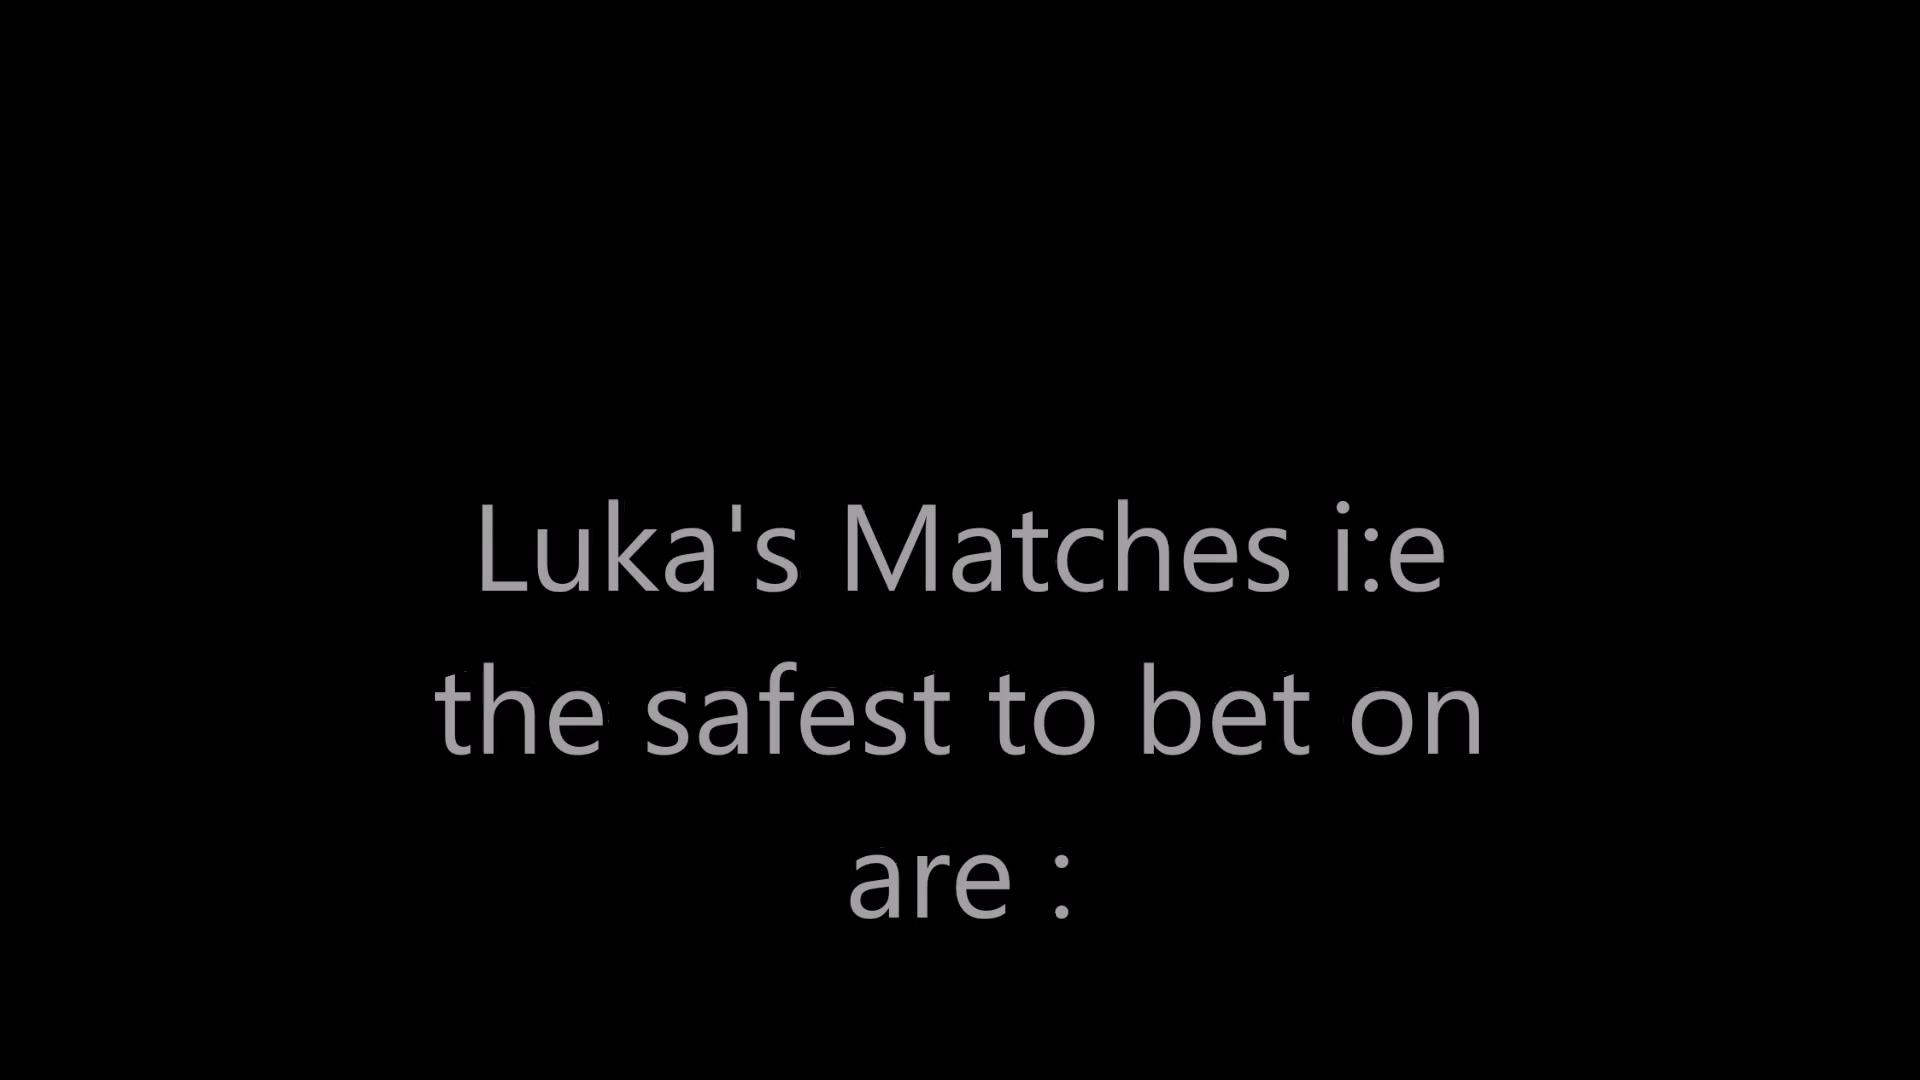 Luka's Matches i:e
the safest to bet on
are :